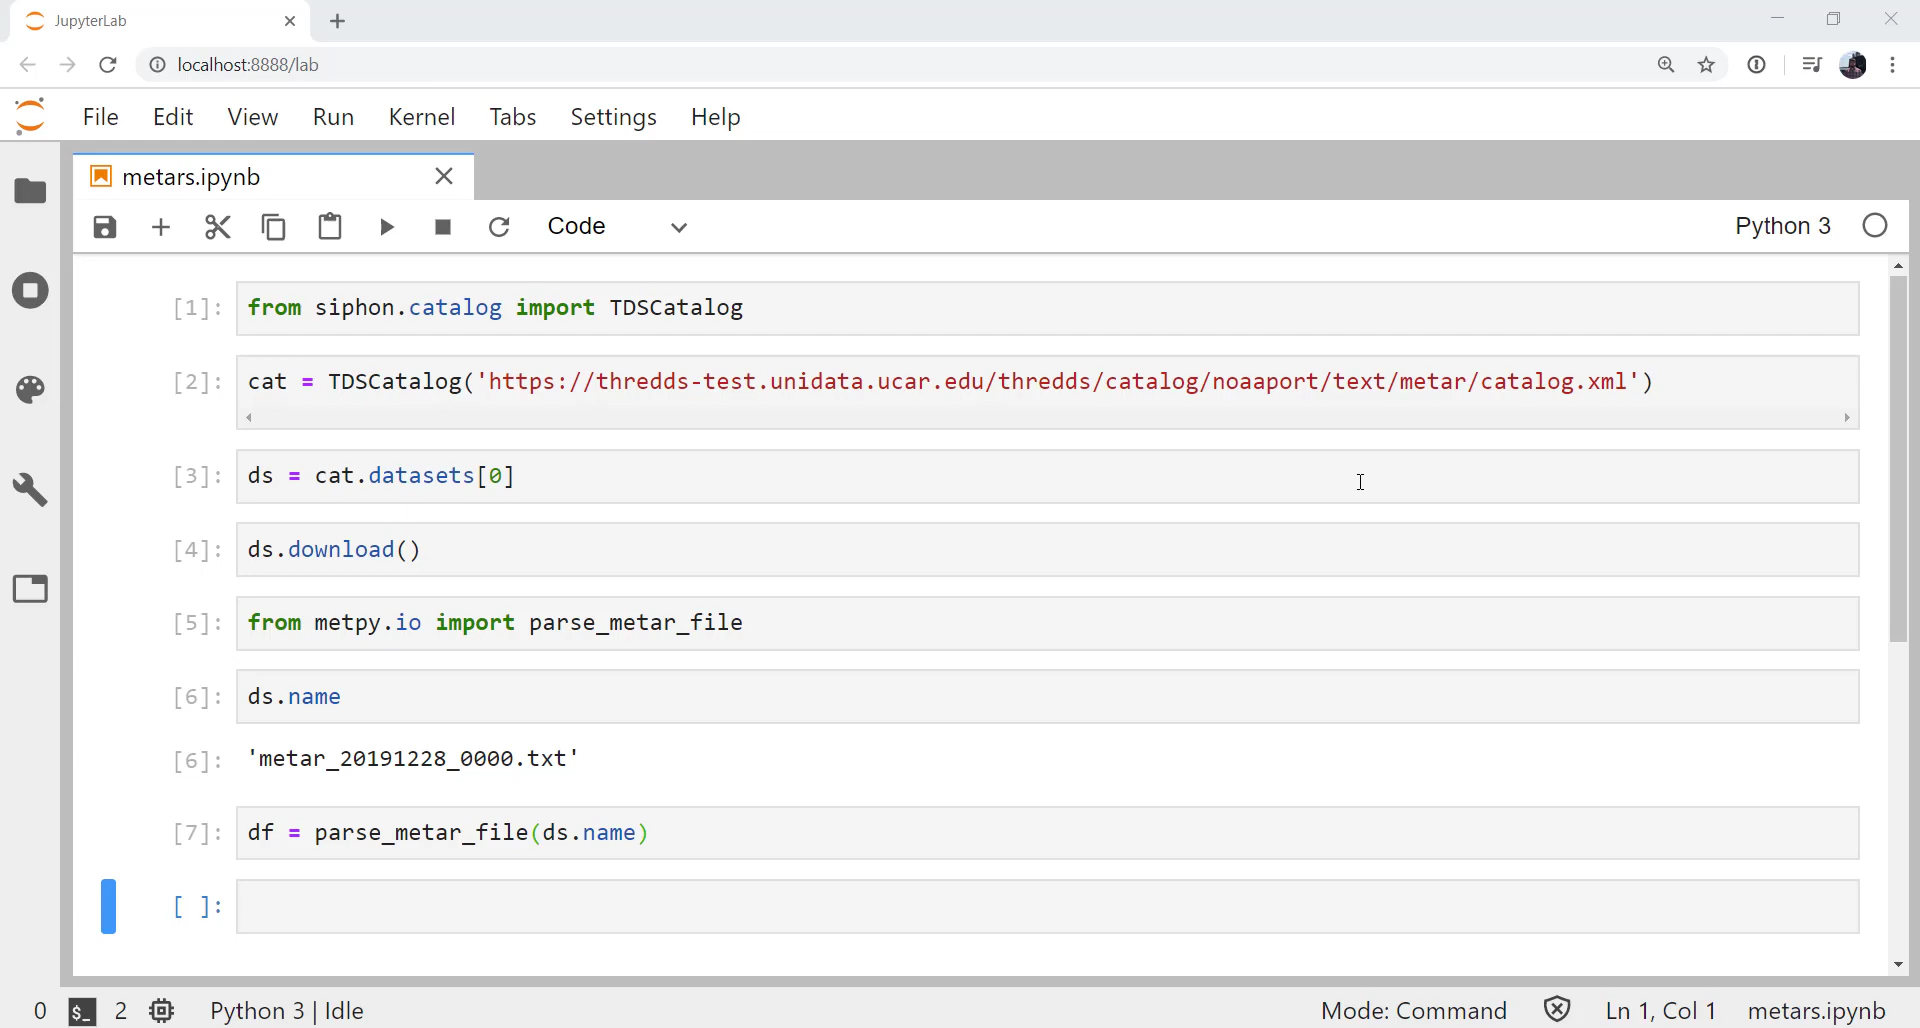 JupyterLab
localhost:8888/lab
File Edit View Run Kernel Tabs Settings Help
metars.ipynb
Code
Python 3
[1]: from siphon.catalog import TDSCatalog
[2]: cat = TDSCatalog('https://thredds-test.unidata.ucar.edu/thredds/catalog/noaaport/text/metar/catalog.xml')
[3]: ds = cat.datasets[0]
[4]: ds.download()
[5]: from metpy.io import parse_metar_file
[6]: ds.name
[6]: 'metar_20191228_0000.txt'
[7]: df = parse_metar_file(ds.name)
[ ]:
0 $_ 2 Python 3 | Idle Mode: Command Ln 1, Col 1 metars.ipynb